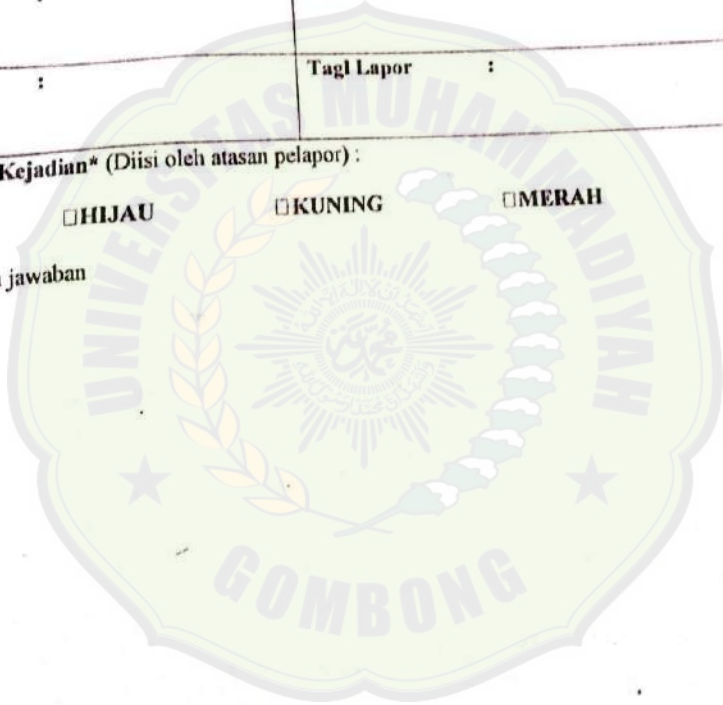 : Tagl Lapor :
Kejadian* (Diisi oleh atasan pelapor) :
□HIJAU □KUNING □MERAH
jawaban
UNIVERSITAS MUHAMMADIYAH
GOMBONG